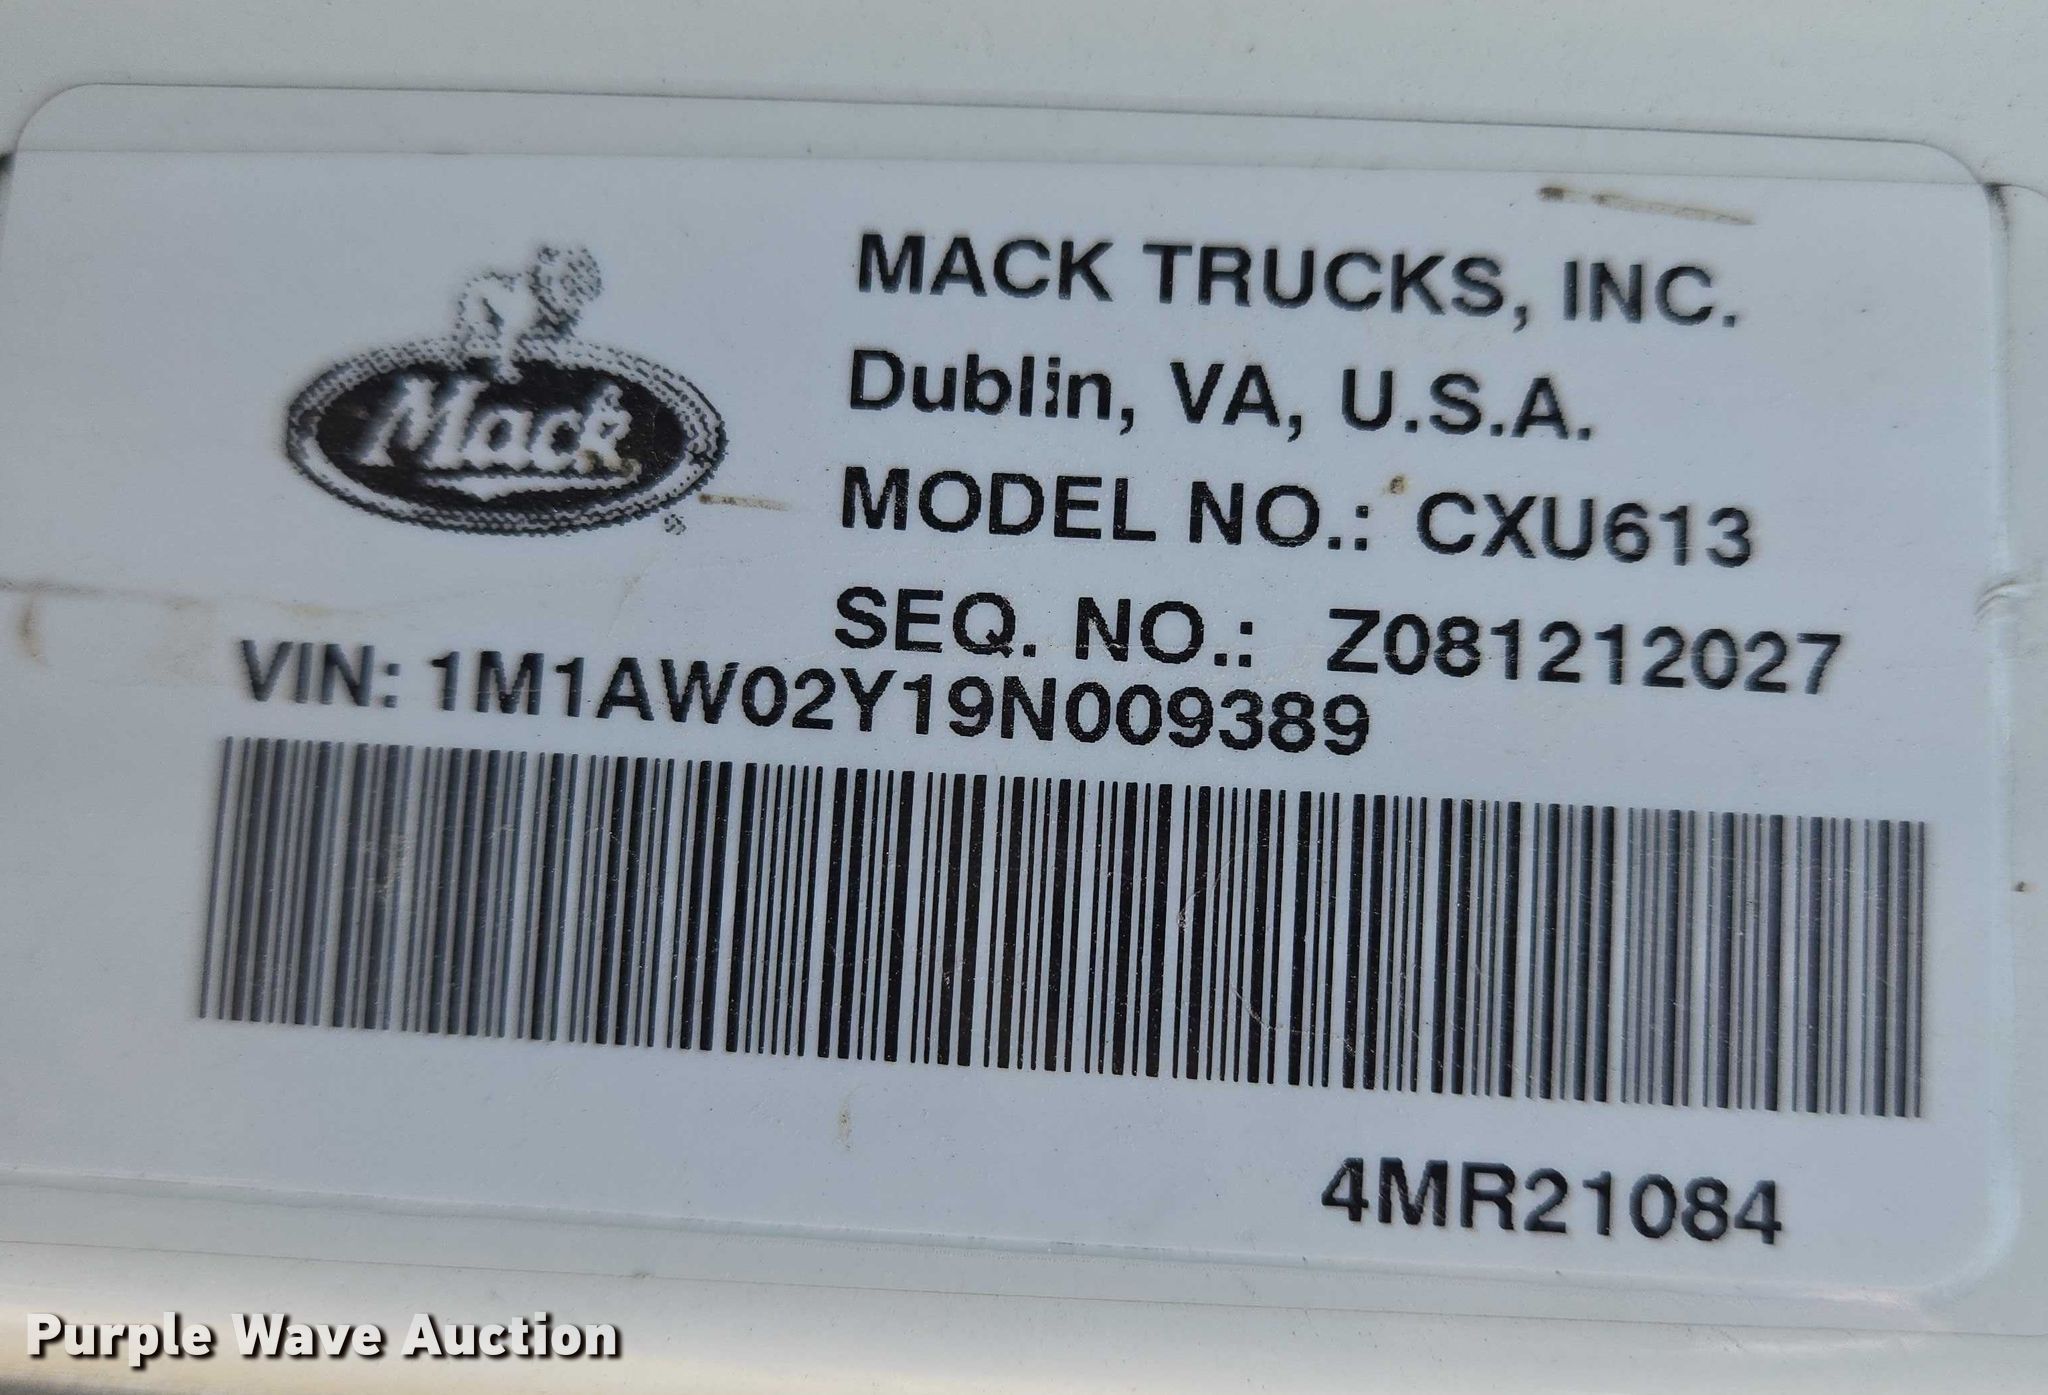 MACK TRUCKS, INC.
Mack
®
Dublin, VA, U.S.A.
MODEL NO.: CXU613
SEQ. NO.: Z081212027
VIN: 1M1AW02Y19N009389
4MR21084
Purple Wave Auction